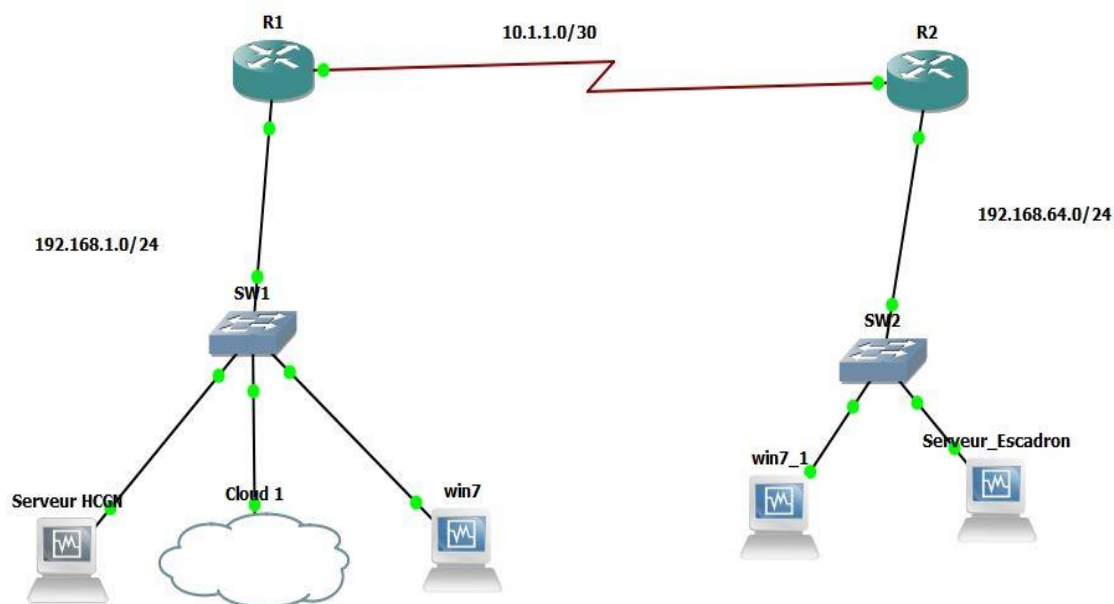 R1
10.1.1.0/30
R2
192.168.1.0/24
192.168.64.0/24
SW1
SW2
Serveur HCGN
Cloud 1
win7
win7_1
Serveur_Escadron